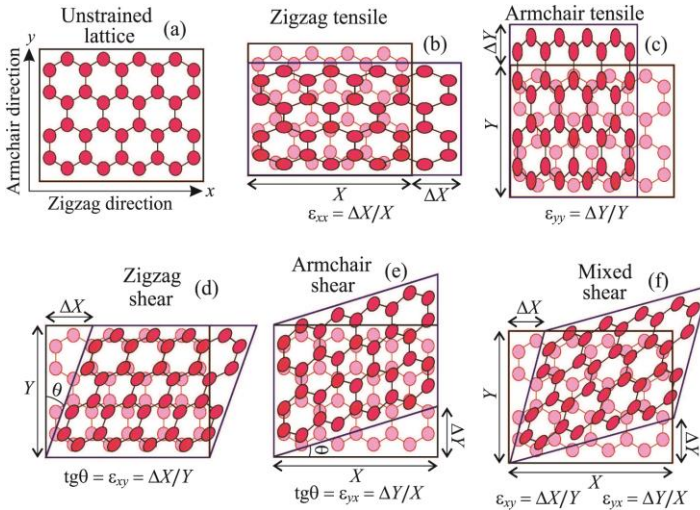 Unstrained
lattice
(a)
y
Armchair direction
Zigzag direction
x
Zigzag tensile
(b)
X
ΔX
εxx = ΔX/X
Armchair tensile
(c)
ΔY
Y
εyy = ΔY/Y
Zigzag
shear
(d)
ΔX
Y
θ
tgθ = εxy = ΔX/Y
Armchair
shear
(e)
ΔY
θ
X
tgθ = εyx = ΔY/X
Mixed
shear
(f)
ΔX
Y
ΔY
X
εxy = ΔX/Y εyx = ΔY/X